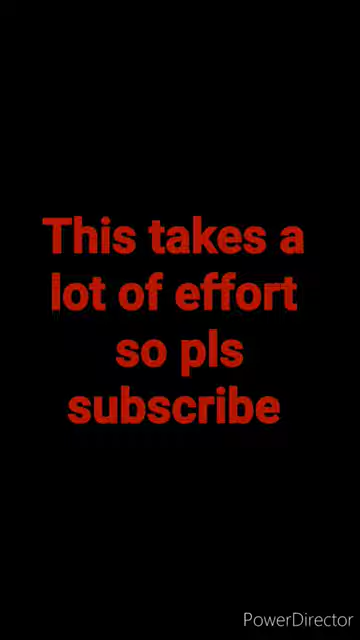 This takes a
lot of effort
so pls
subscribe
PowerDirector